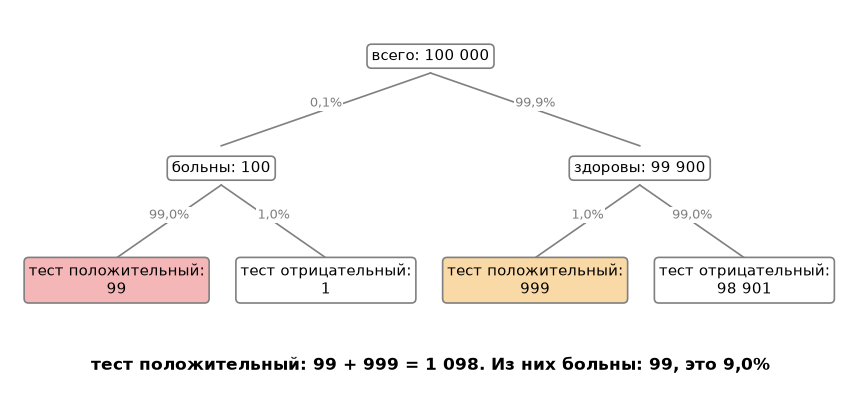 всего: 100 000
0,1%
99,9%
больны: 100
здоровы: 99 900
99,0%
1,0%
1,0%
99,0%
тест положительный:
99
тест отрицательный:
1
тест положительный:
999
тест отрицательный:
98 901
тест положительный: 99 + 999 = 1 098. Из них больны: 99, это 9,0%